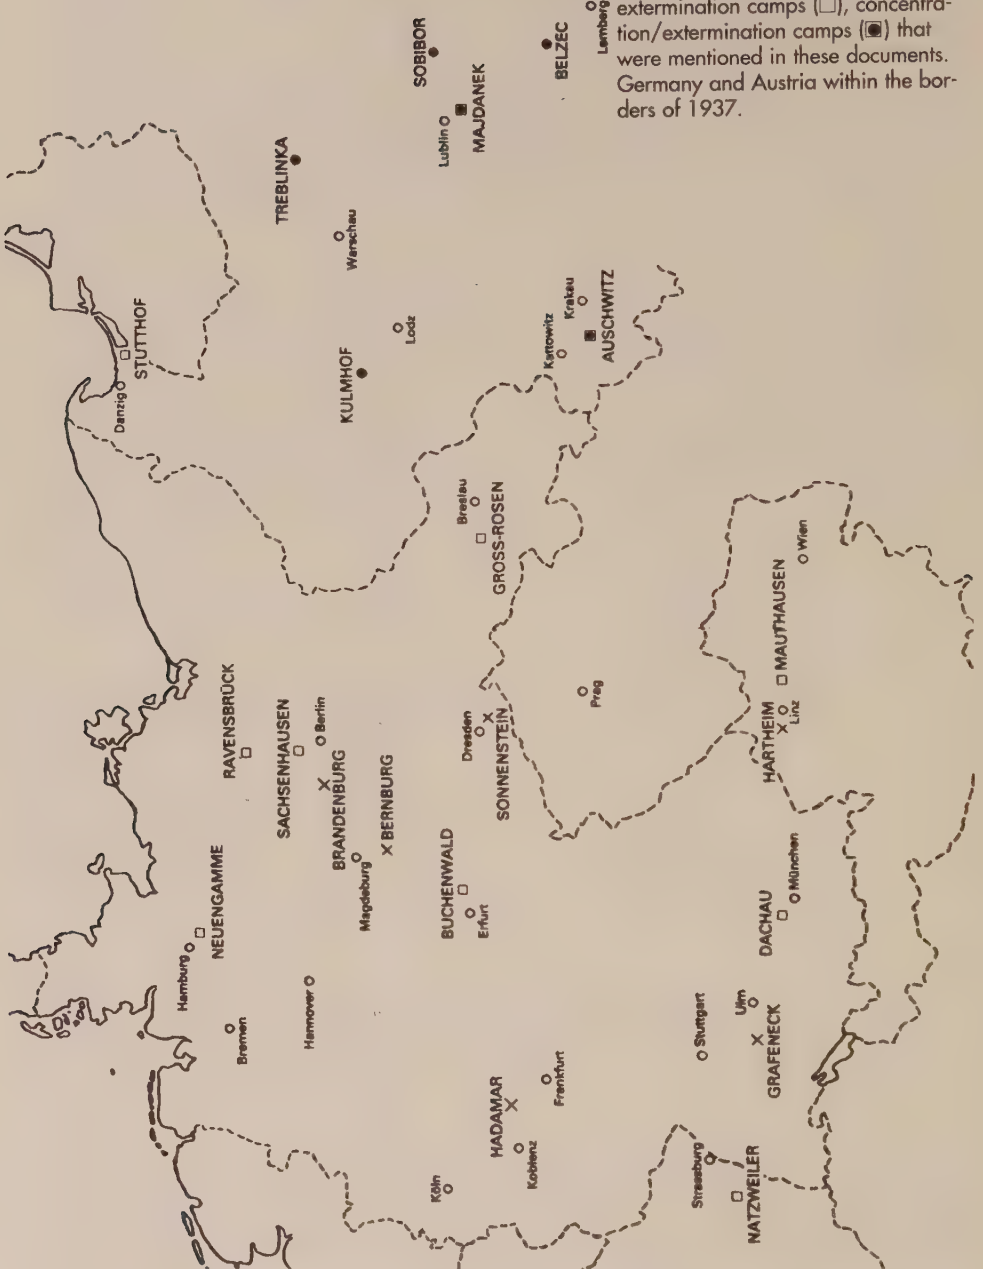 extermination camps (□), concentra-
tion/extermination camps (▣) that
were mentioned in these documents.
Germany and Austria within the bor-
ders of 1937.
SOBIBOR
BELZEC
Lemberg
Lublin
MAJDANEK
TREBLINKA
Warschau
STUTTHOF
Danzig
Lodz
KULMHOF
Kattowitz
Krakau
AUSCHWITZ
Breslau
GROSS-ROSEN
Wien
MAUTHAUSEN
Linz
HARTHEIM
Prag
RAVENSBRÜCK
SACHSENHAUSEN
Berlin
BRANDENBURG
BERNBURG
Magdeburg
Dresden
SONNENSTEIN
BUCHENWALD
Erfurt
NEUENGAMME
Hamburg
Bremen
Hannover
DACHAU
München
Stuttgart
Ulm
GRAFENECK
HADAMAR
Frankfurt
Koblenz
Köln
Strassburg
NATZWEILER